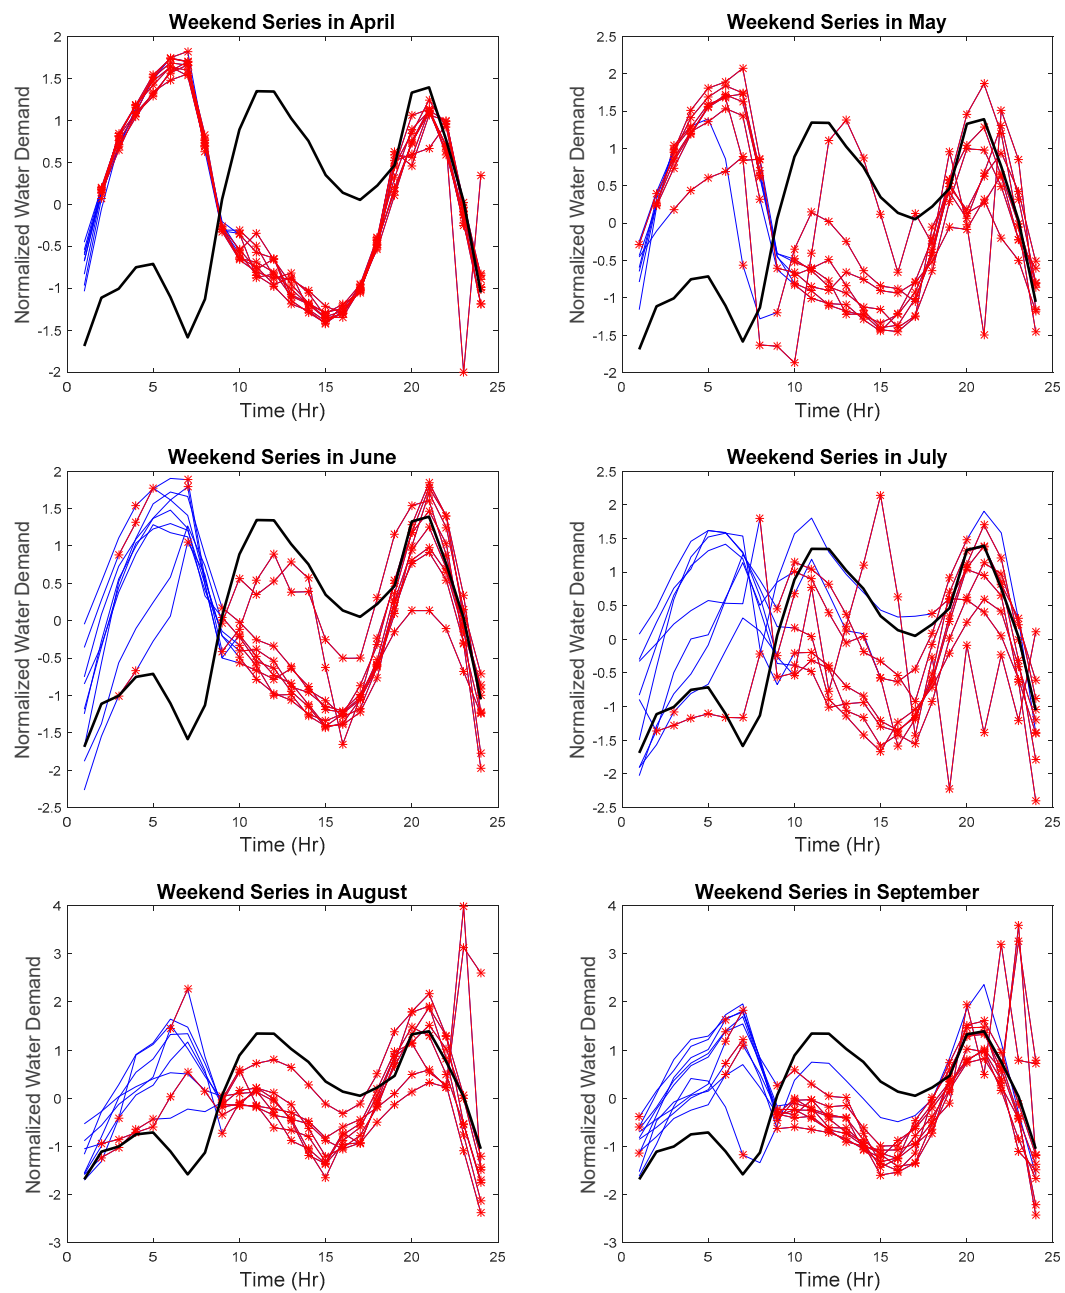 Weekend Series in April
Normalized Water Demand
2
1.5
1
0.5
0
-0.5
-1
-1.5
-2
0 5 10 15 20 25
Time (Hr)
Weekend Series in May
Normalized Water Demand
2.5
2
1.5
1
0.5
0
-0.5
-1
-1.5
-2
0 5 10 15 20 25
Time (Hr)
Weekend Series in June
Normalized Water Demand
2
1.5
1
0.5
0
-0.5
-1
-1.5
-2
-2.5
0 5 10 15 20 25
Time (Hr)
Weekend Series in July
Normalized Water Demand
2.5
2
1.5
1
0.5
0
-0.5
-1
-1.5
-2
-2.5
0 5 10 15 20 25
Time (Hr)
Weekend Series in August
Normalized Water Demand
4
3
2
1
0
-1
-2
-3
0 5 10 15 20 25
Time (Hr)
Weekend Series in September
Normalized Water Demand
4
3
2
1
0
-1
-2
-3
0 5 10 15 20 25
Time (Hr)